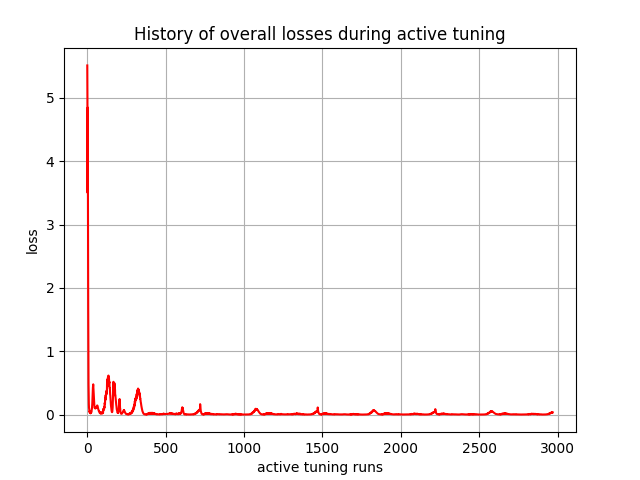 History of overall losses during active tuning
5
4
3
2
1
0
loss
0 500 1000 1500 2000 2500 3000
active tuning runs